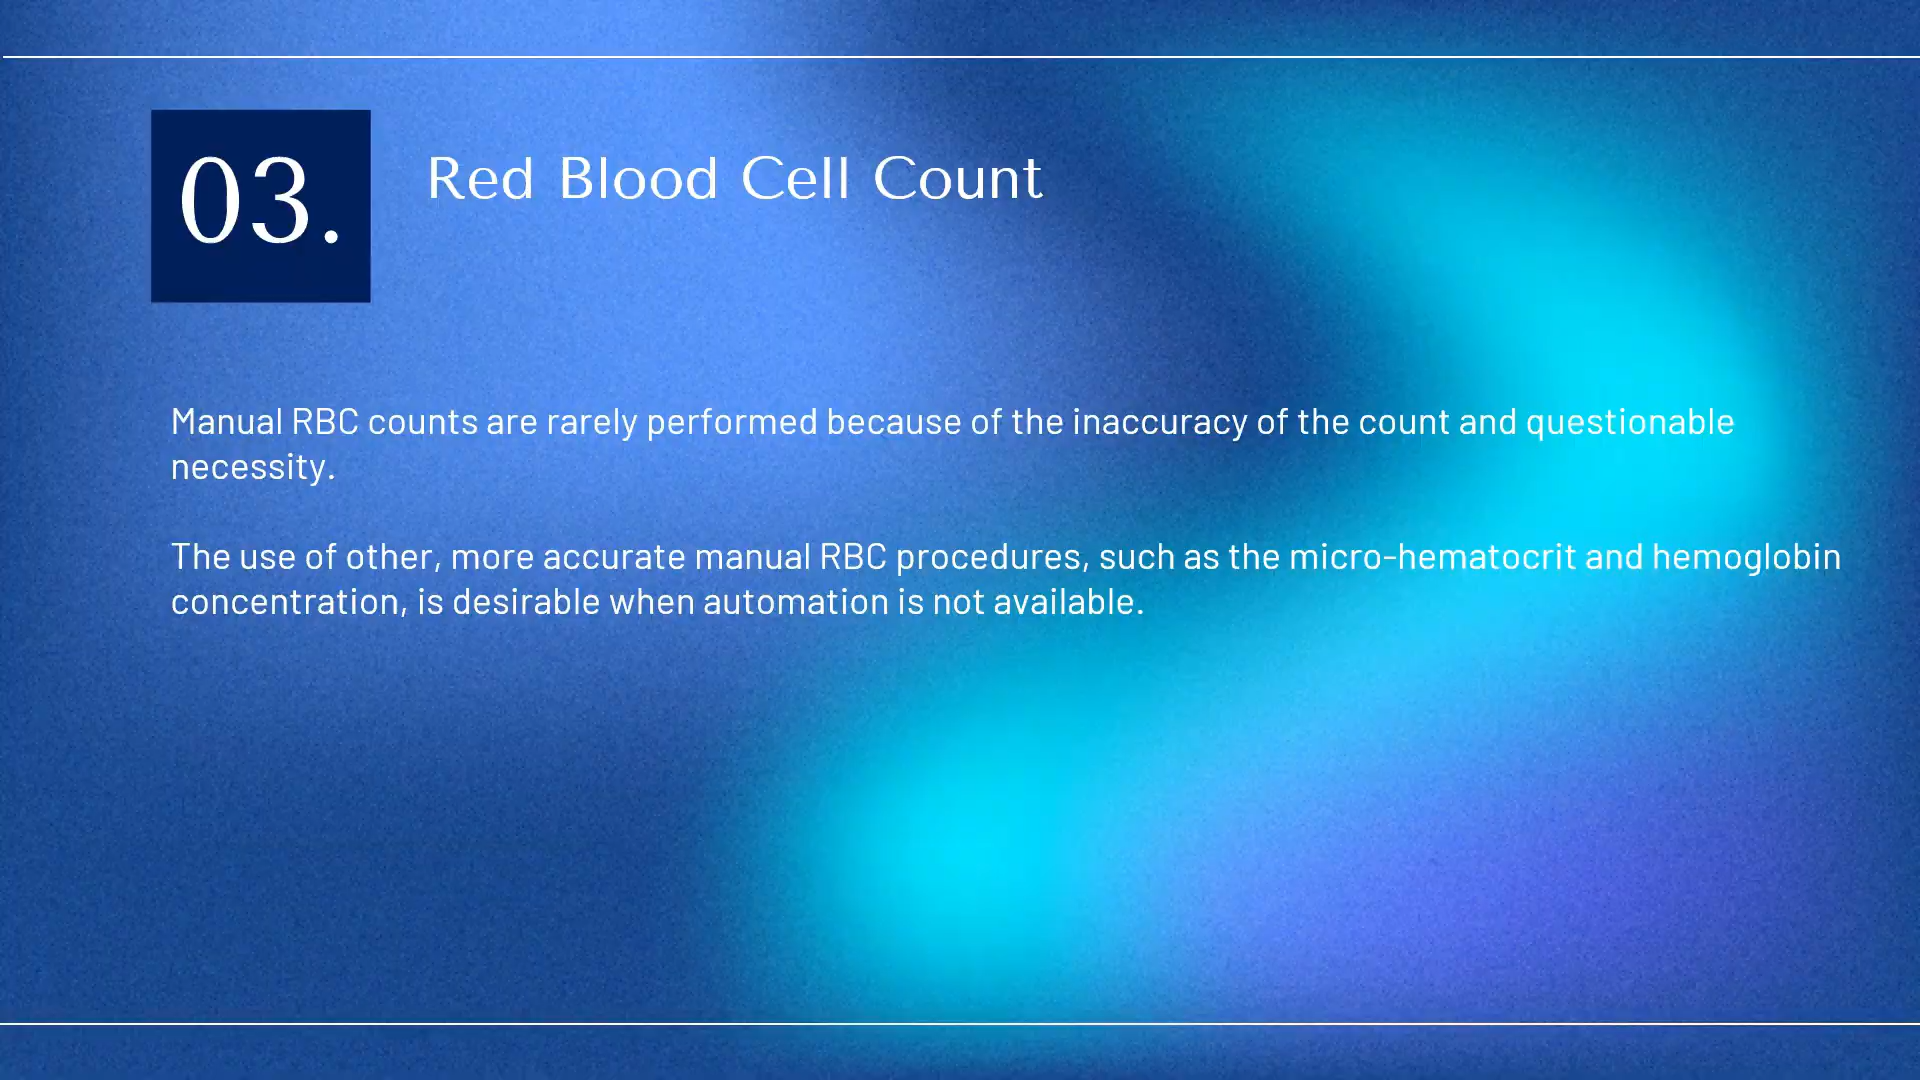 03.
Red Blood Cell Count
Manual RBC counts are rarely performed because of the inaccuracy of the count and questionable
necessity.
The use of other, more accurate manual RBC procedures, such as the micro-hematocrit and hemoglobin
concentration, is desirable when automation is not available.